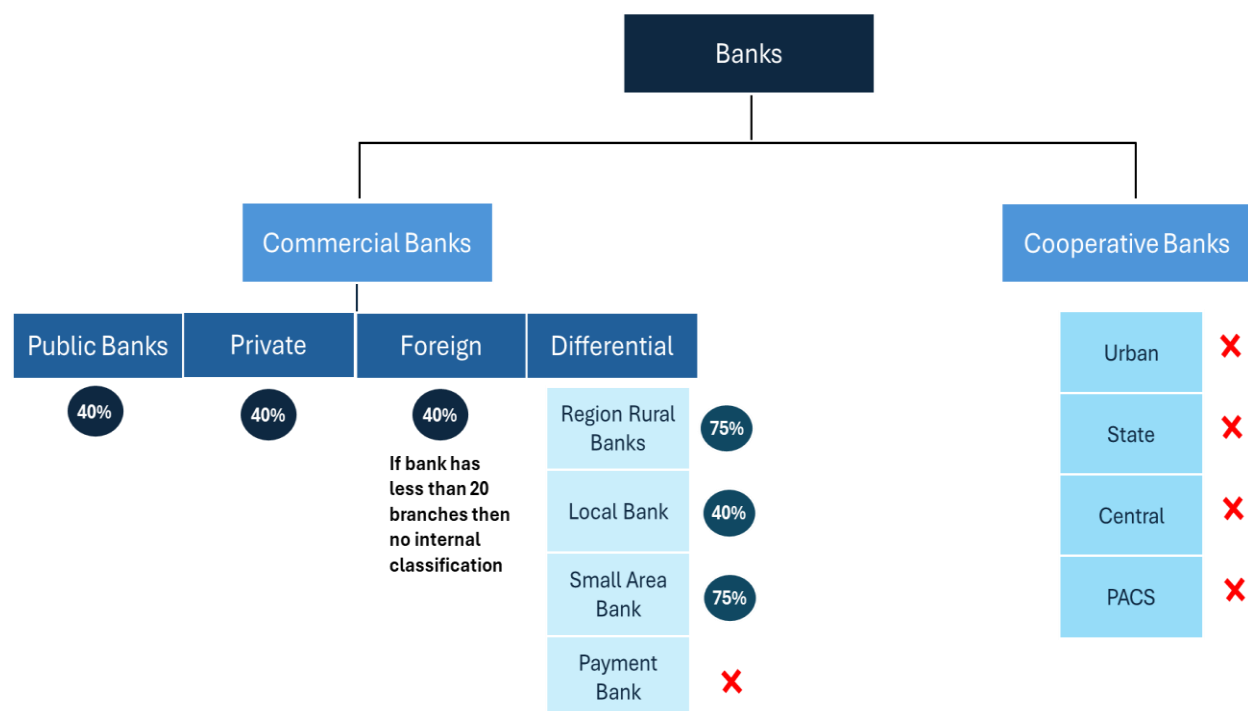 Banks
Commercial Banks
Cooperative Banks
Public Banks
Private
Foreign
Differential
40%
40%
40%
If bank has
less than 20
branches then
no internal
classification
Region Rural
Banks
75%
Local Bank
40%
Small Area
Bank
75%
Payment
Bank
Urban
State
Central
PACS